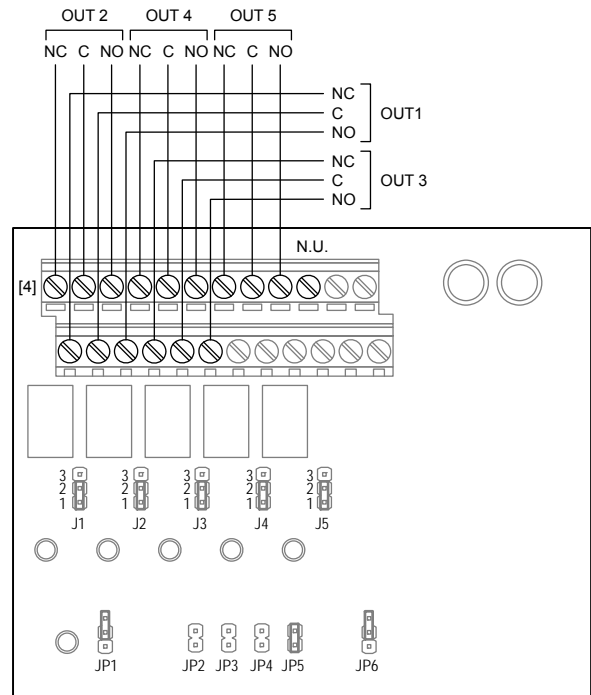 OUT 2 OUT 4 OUT 5
NC C NO NC C NO NC C NO
NC
C OUT1
NO
NC
C OUT 3
NO
N.U.
[4]
3 3 3 3 3
2 2 2 2 2
1 1 1 1 1
J1 J2 J3 J4 J5
JP1 JP2 JP3 JP4 JP5 JP6